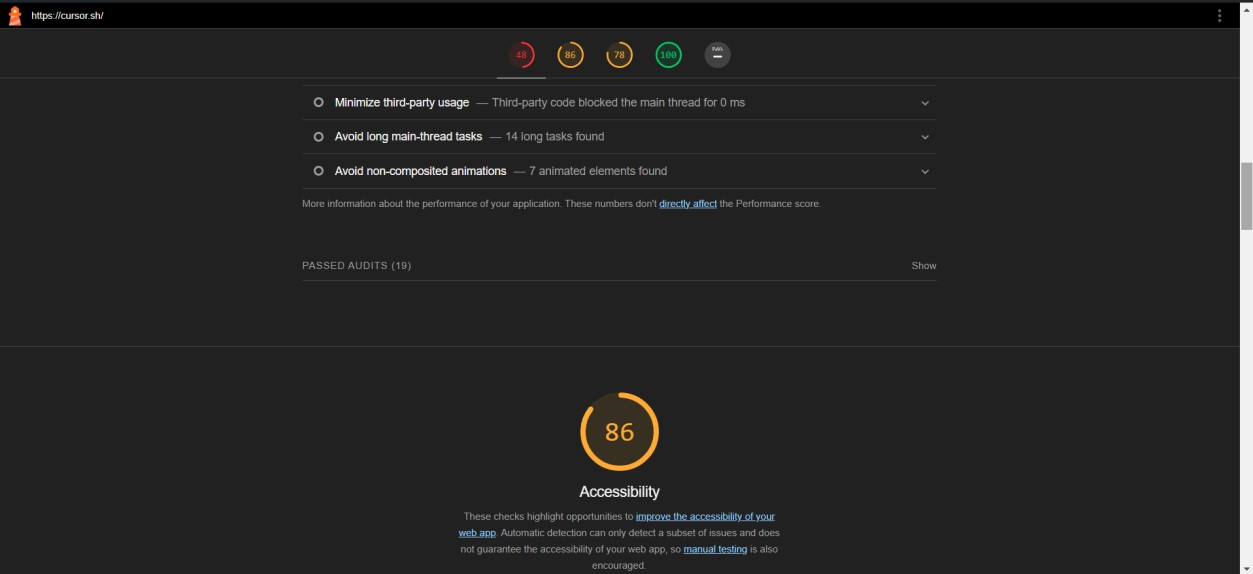 https://cursor.sh/
48 86 78 100 PWA
Minimize third-party usage — Third-party code blocked the main thread for 0 ms
Avoid long main-thread tasks — 14 long tasks found
Avoid non-composited animations — 7 animated elements found
More information about the performance of your application. These numbers don't directly affect the Performance score.
PASSED AUDITS (19) Show
86
Accessibility
These checks highlight opportunities to improve the accessibility of your
web app. Automatic detection can only detect a subset of issues and does
not guarantee the accessibility of your web app, so manual testing is also
encouraged.